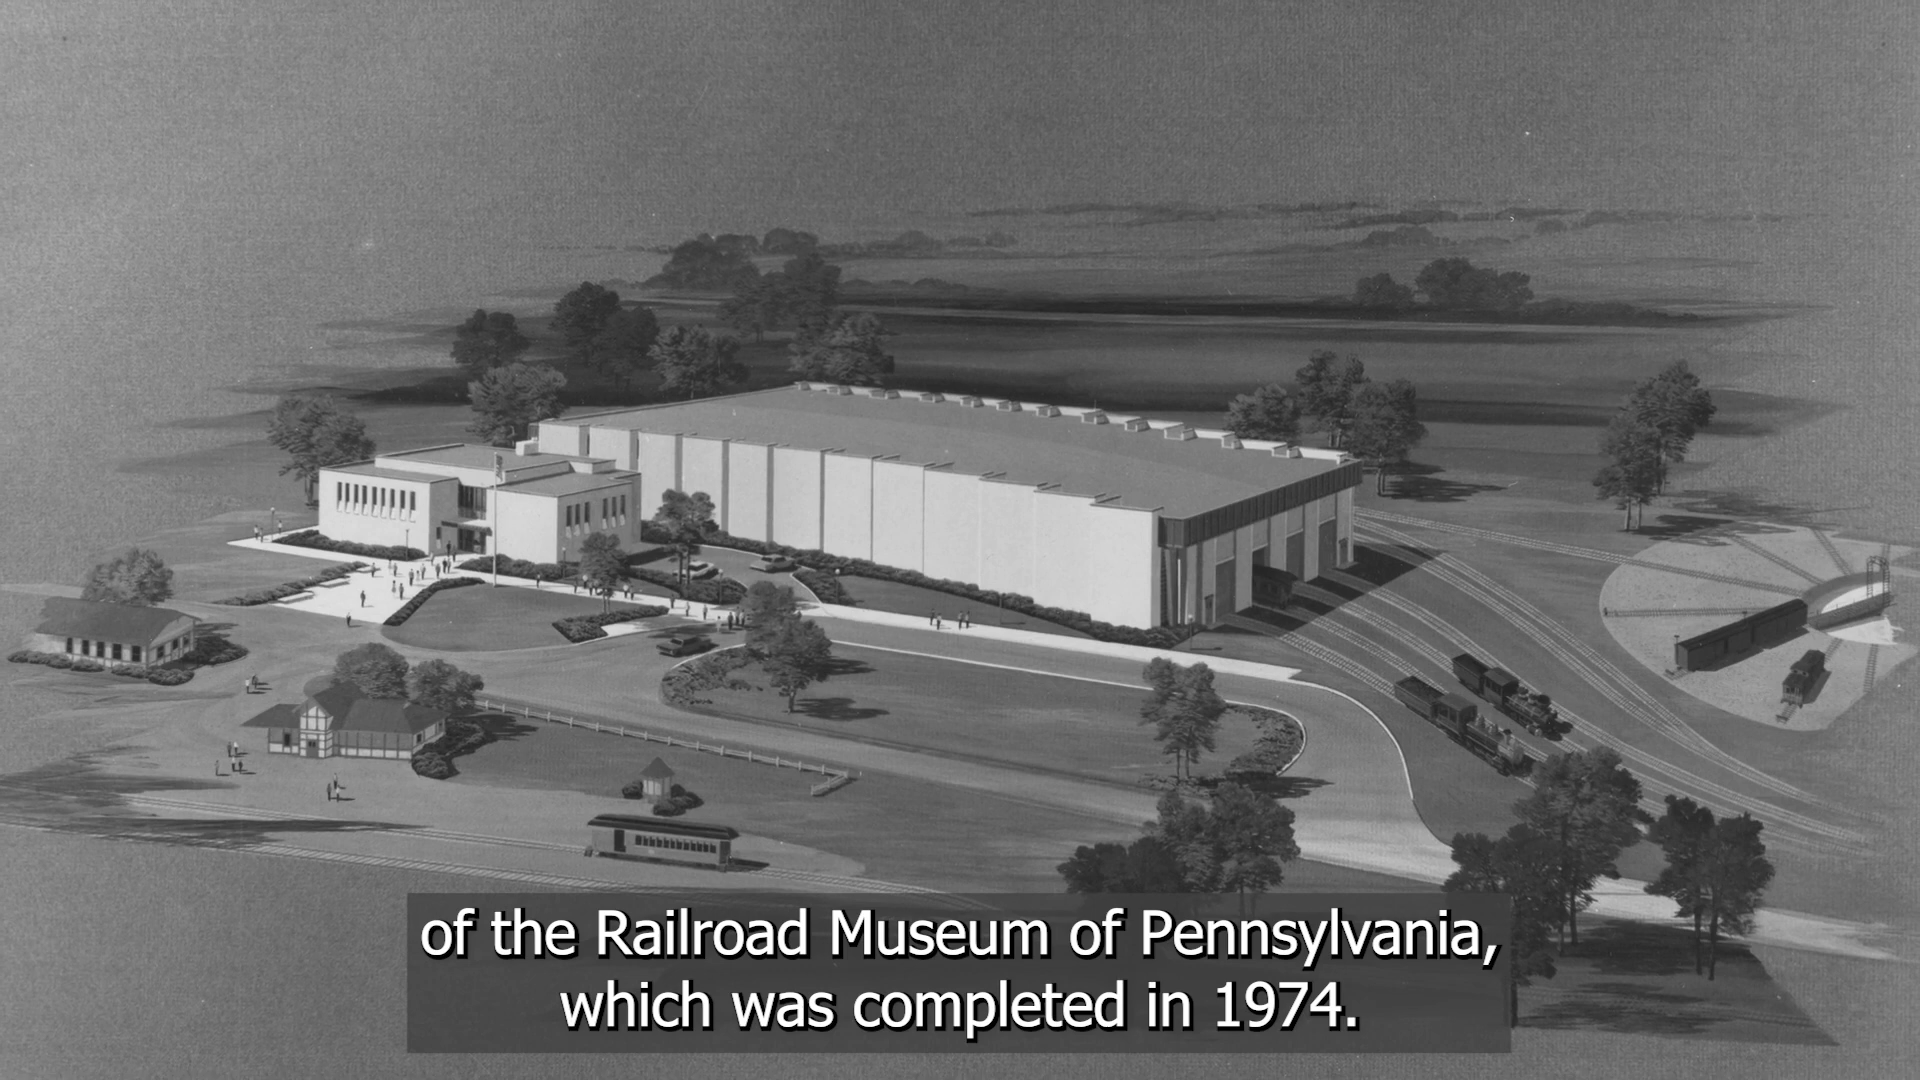 of the Railroad Museum of Pennsylvania,
which was completed in 1974.